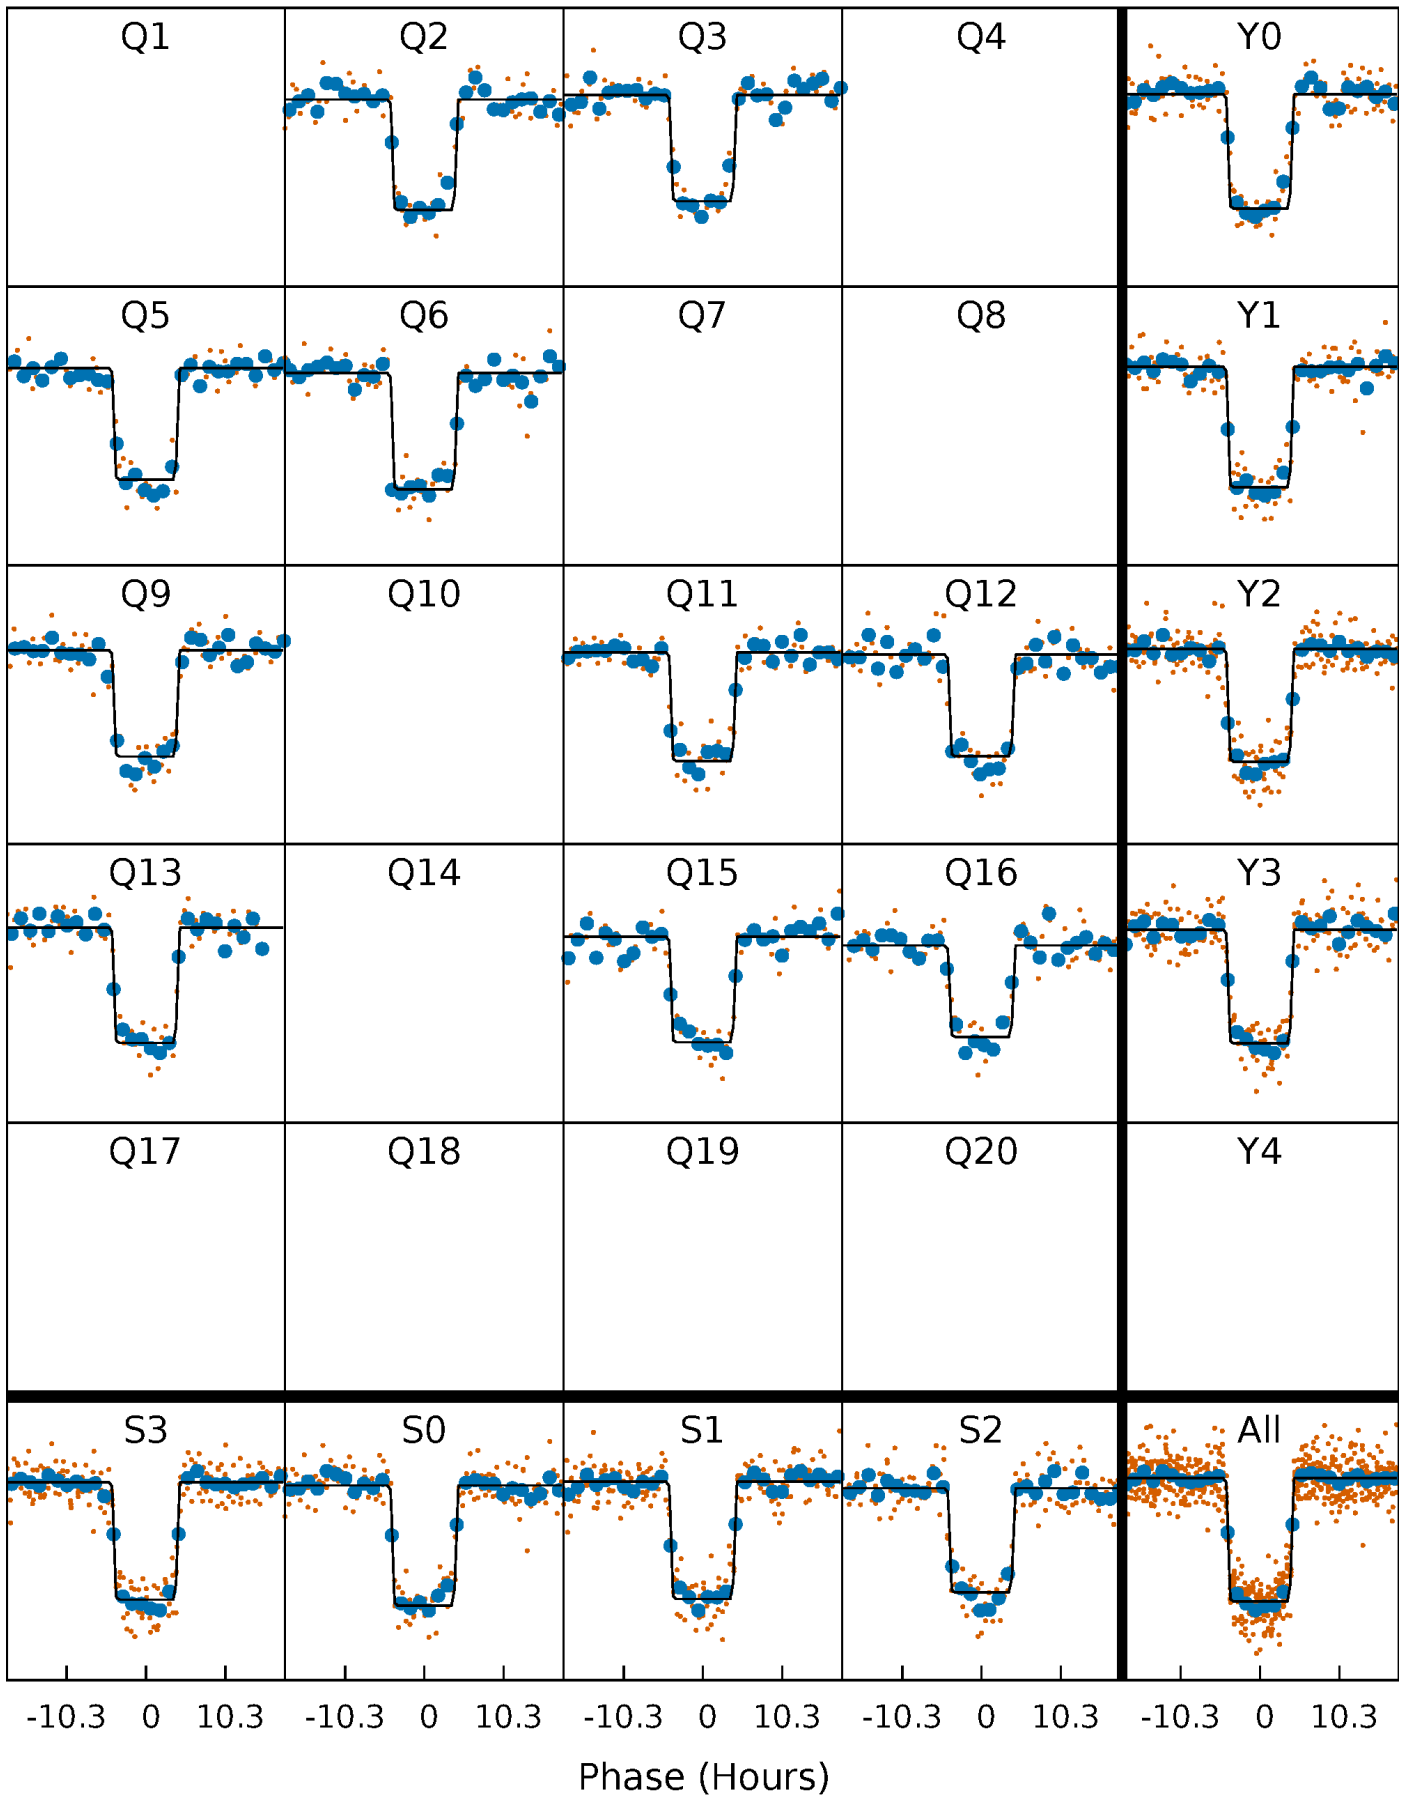 Q1 Q2 Q3 Q4 Y0
Q5 Q6 Q7 Q8 Y1
Q9 Q10 Q11 Q12 Y2
Q13 Q14 Q15 Q16 Y3
Q17 Q18 Q19 Q20 Y4
S3 S0 S1 S2 All
-10.3 0 10.3 -10.3 0 10.3 -10.3 0 10.3 -10.3 0 10.3 -10.3 0 10.3
Phase (Hours)